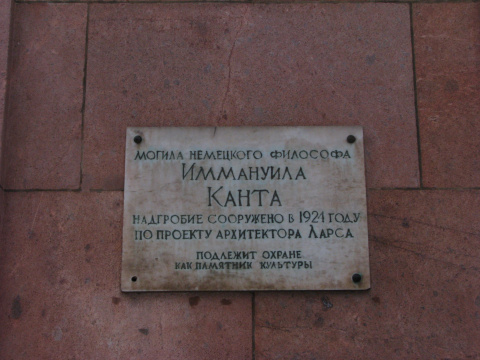 МОГИЛА НЕМЕЦКОГО ФИЛОСОФА
ИММАНУИЛА
КАНТА
НАДГРОБИЕ СООРУЖЕНО В 1924 ГОДУ
ПО ПРОЕКТУ АРХИТЕКТОРА ЛАРСА
ПОДЛЕЖИТ ОХРАНЕ
КАК ПАМЯТНИК КУЛЬТУРЫ